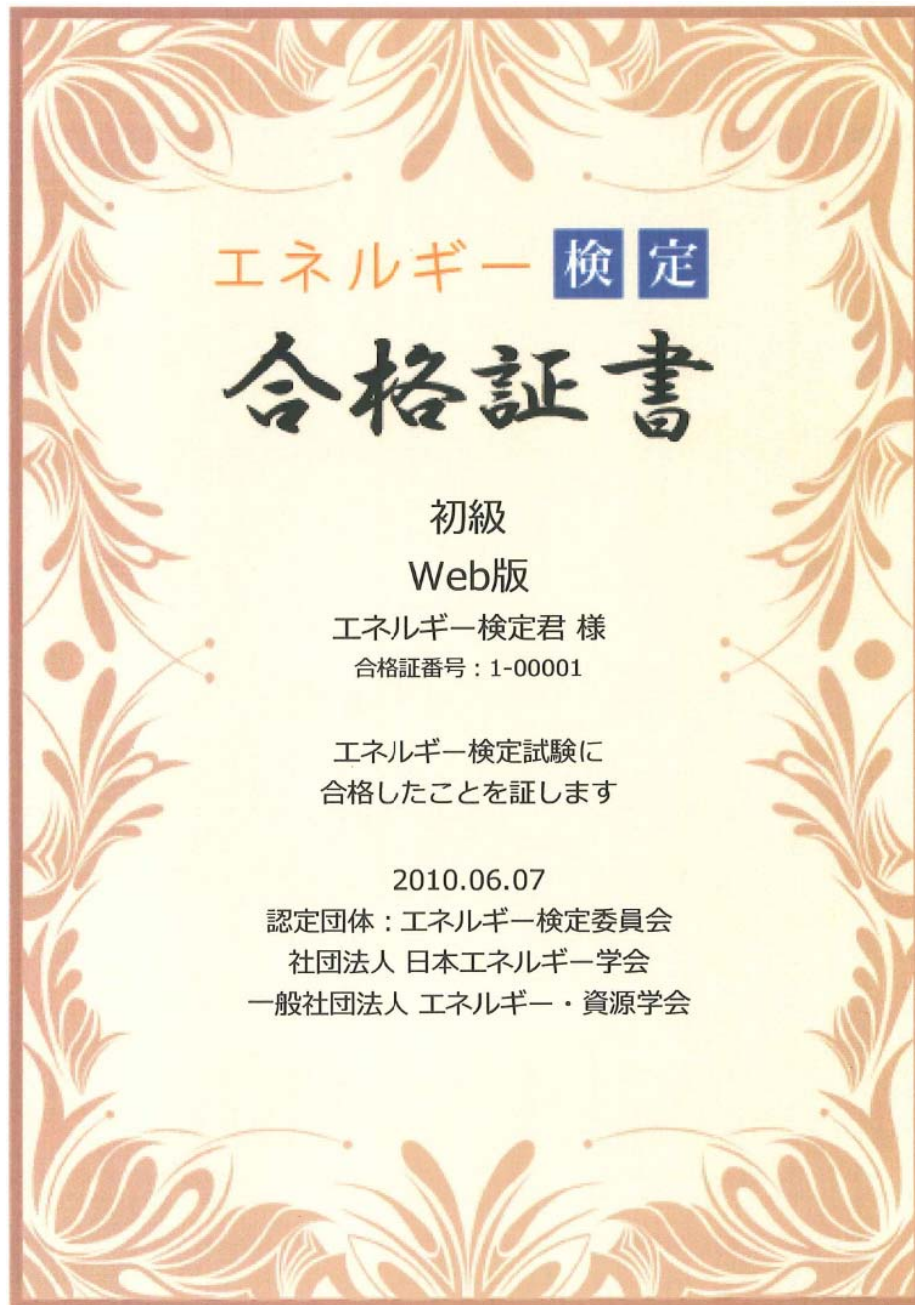 エネルギー検定
合格証書
初級
Web版
エネルギー検定君 様
合格証番号：1-00001
エネルギー検定試験に
合格したことを証します
2010.06.07
認定団体：エネルギー検定委員会
社団法人 日本エネルギー学会
一般社団法人 エネルギー・資源学会